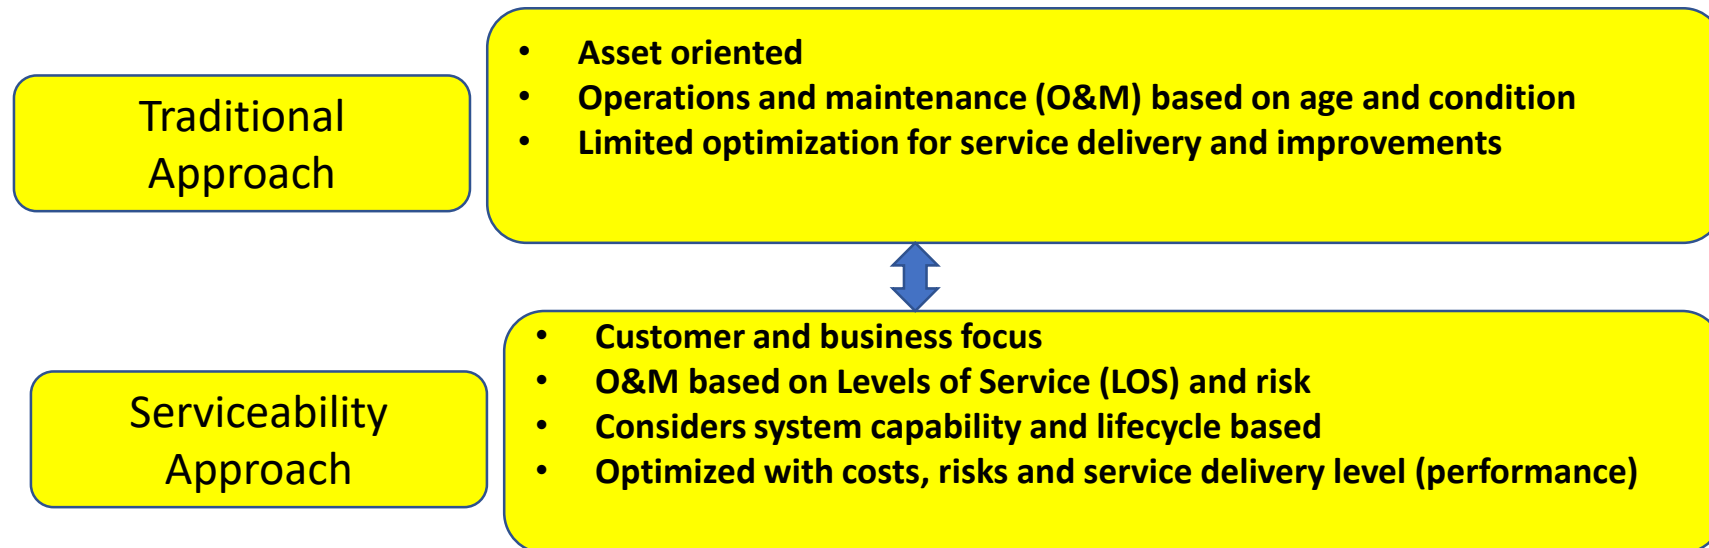 Traditional
Approach
• Asset oriented
• Operations and maintenance (O&M) based on age and condition
• Limited optimization for service delivery and improvements
Serviceability
Approach
• Customer and business focus
• O&M based on Levels of Service (LOS) and risk
• Considers system capability and lifecycle based
• Optimized with costs, risks and service delivery level (performance)